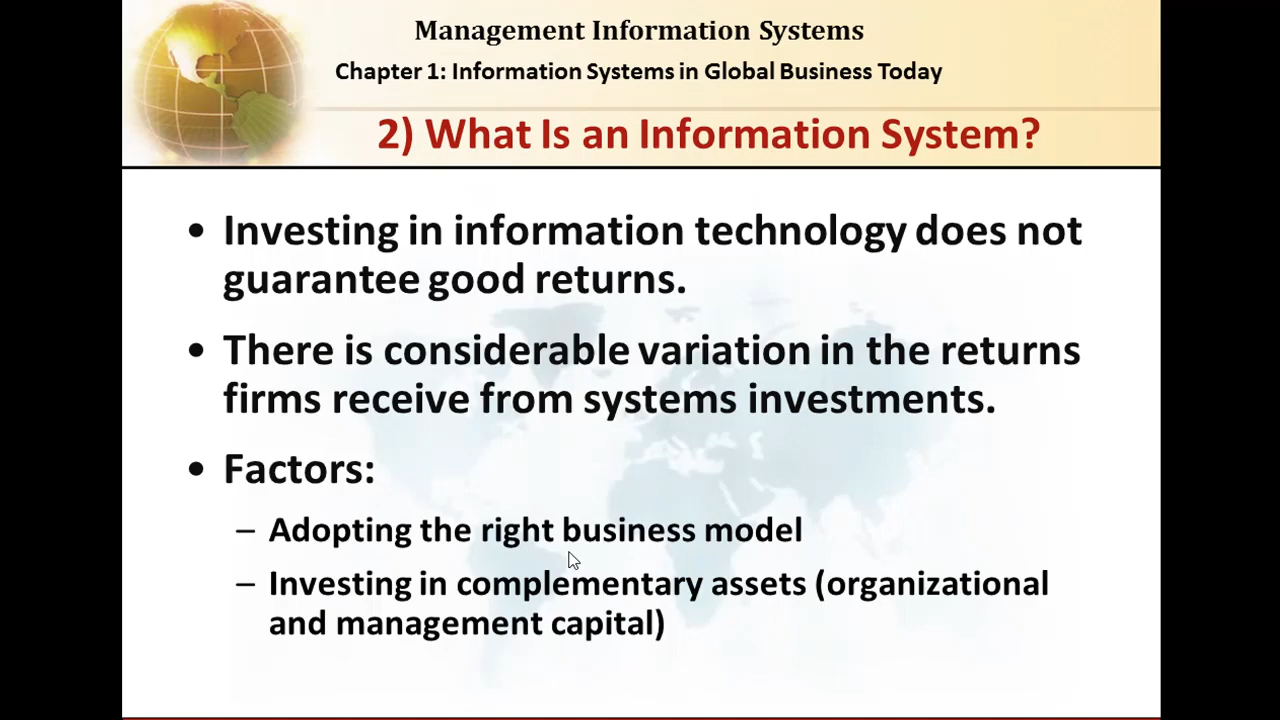 Management Information Systems
Chapter 1: Information Systems in Global Business Today
2) What Is an Information System?
• Investing in information technology does not
guarantee good returns.
• There is considerable variation in the returns
firms receive from systems investments.
• Factors:
– Adopting the right business model
– Investing in complementary assets (organizational
and management capital)